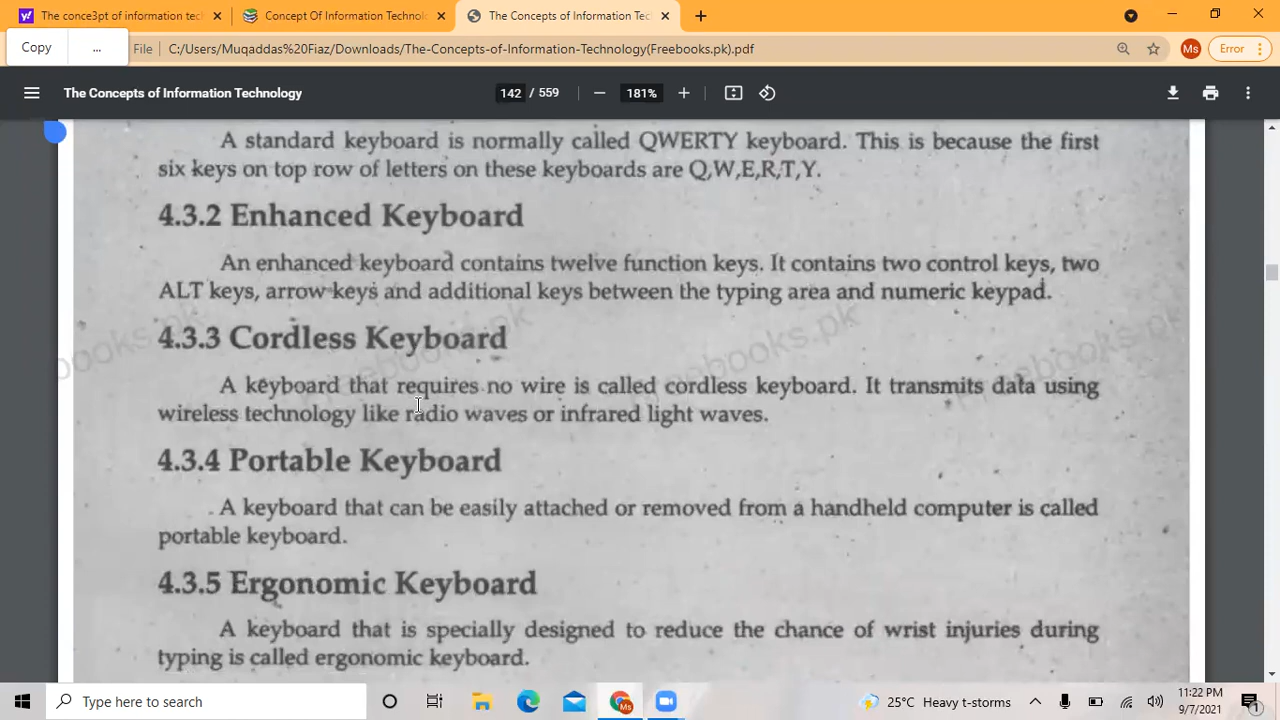 The conce3pt of information tec
Concept Of Information Technol
The Concepts of Information Tec
Copy
...
File
C:/Users/Muqaddas%20Fiaz/Downloads/The-Concepts-of-Information-Technology(Freebooks.pk).pdf
Ms
Error
The Concepts of Information Technology
142 / 559
181%
A standard keyboard is normally called QWERTY keyboard. This is because the first
six keys on top row of letters on these keyboards are Q,W,E,R,T,Y.
4.3.2 Enhanced Keyboard
An enhanced keyboard contains twelve function keys. It contains two control keys, two
ALT keys, arrow keys and additional keys between the typing area and numeric keypad.
4.3.3 Cordless Keyboard
A keyboard that requires no wire is called cordless keyboard. It transmits data using
wireless technology like radio waves or infrared light waves.
4.3.4 Portable Keyboard
A keyboard that can be easily attached or removed from a handheld computer is called
portable keyboard.
4.3.5 Ergonomic Keyboard
A keyboard that is specially designed to reduce the chance of wrist injuries during
typing is called ergonomic keyboard.
Type here to search
Ms
25°C Heavy t-storms
11:22 PM
9/7/2021
1